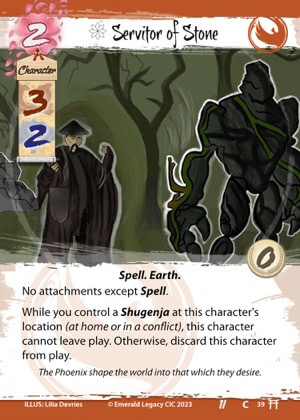 2
Servitor of Stone
Character
3
2
0
Spell. Earth.
No attachments except Spell.
While you control a Shugenja at this character's
location (at home or in a conflict), this character
cannot leave play. Otherwise, discard this character
from play.
The Phoenix shape the world into that which they desire.
ILLUS: Lilia Devries © Emerald Legacy CIC 2023 C 39